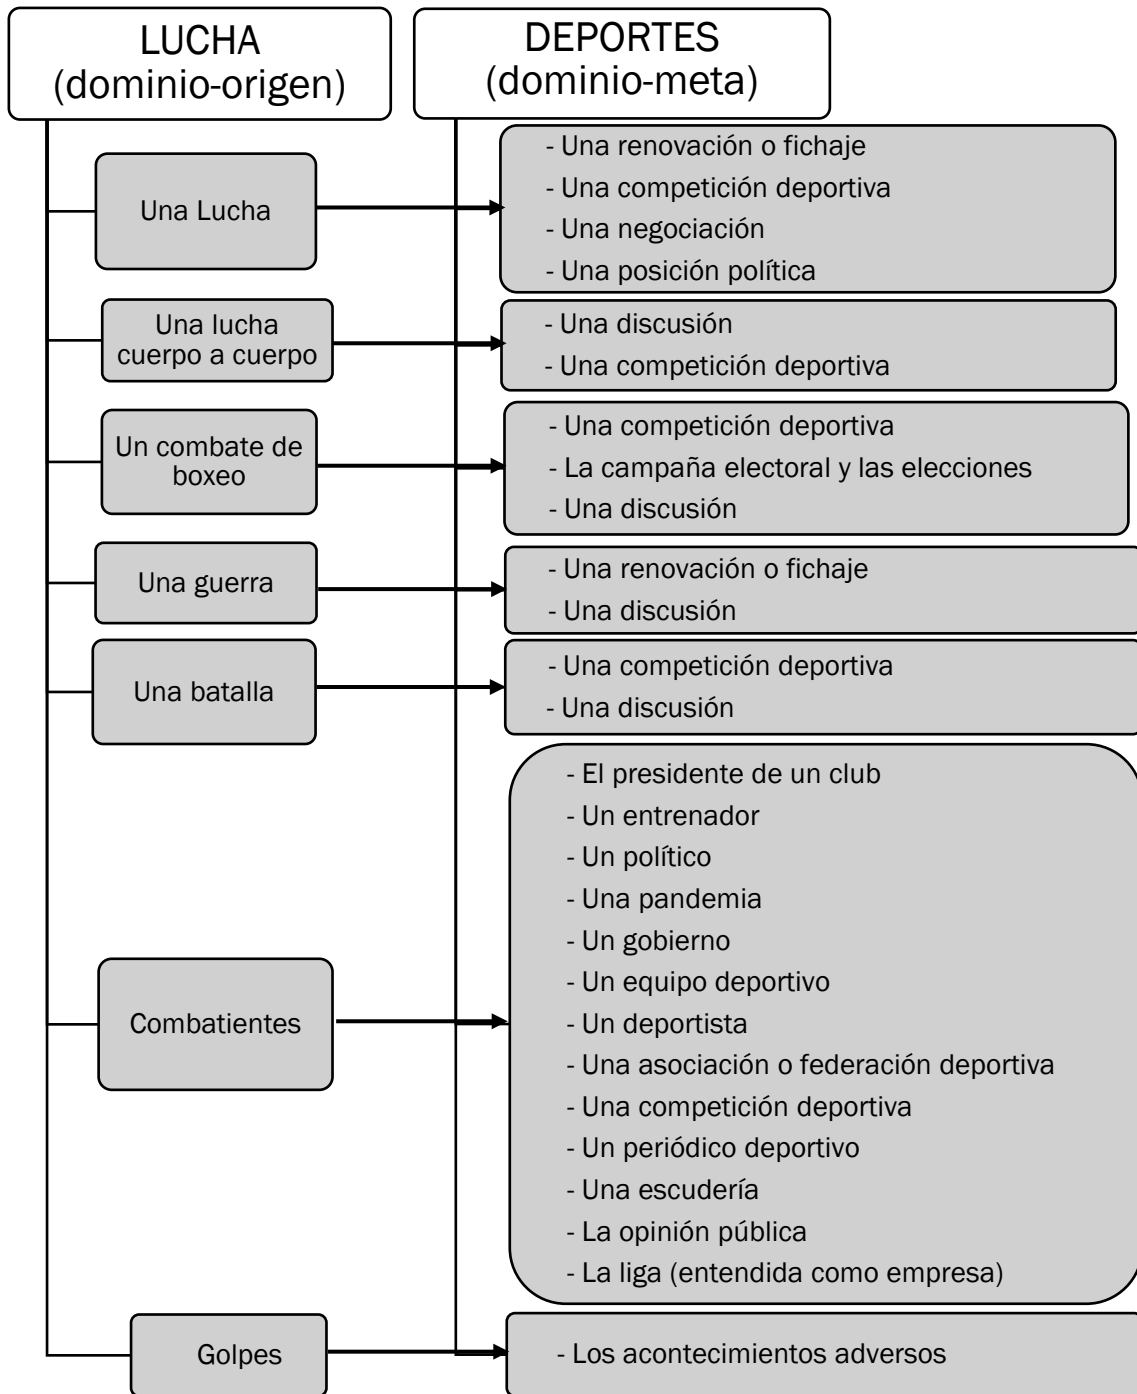 LUCHA
(dominio-origen)
DEPORTES
(dominio-meta)
Una Lucha
- Una renovación o fichaje
- Una competición deportiva
- Una negociación
- Una posición política
Una lucha
cuerpo a cuerpo
- Una discusión
- Una competición deportiva
Un combate de
boxeo
- Una competición deportiva
- La campaña electoral y las elecciones
- Una discusión
Una guerra
- Una renovación o fichaje
- Una discusión
Una batalla
- Una competición deportiva
- Una discusión
Combatientes
- El presidente de un club
- Un entrenador
- Un político
- Una pandemia
- Un gobierno
- Un equipo deportivo
- Un deportista
- Una asociación o federación deportiva
- Una competición deportiva
- Un periódico deportivo
- Una escudería
- La opinión pública
- La liga (entendida como empresa)
Golpes
- Los acontecimientos adversos